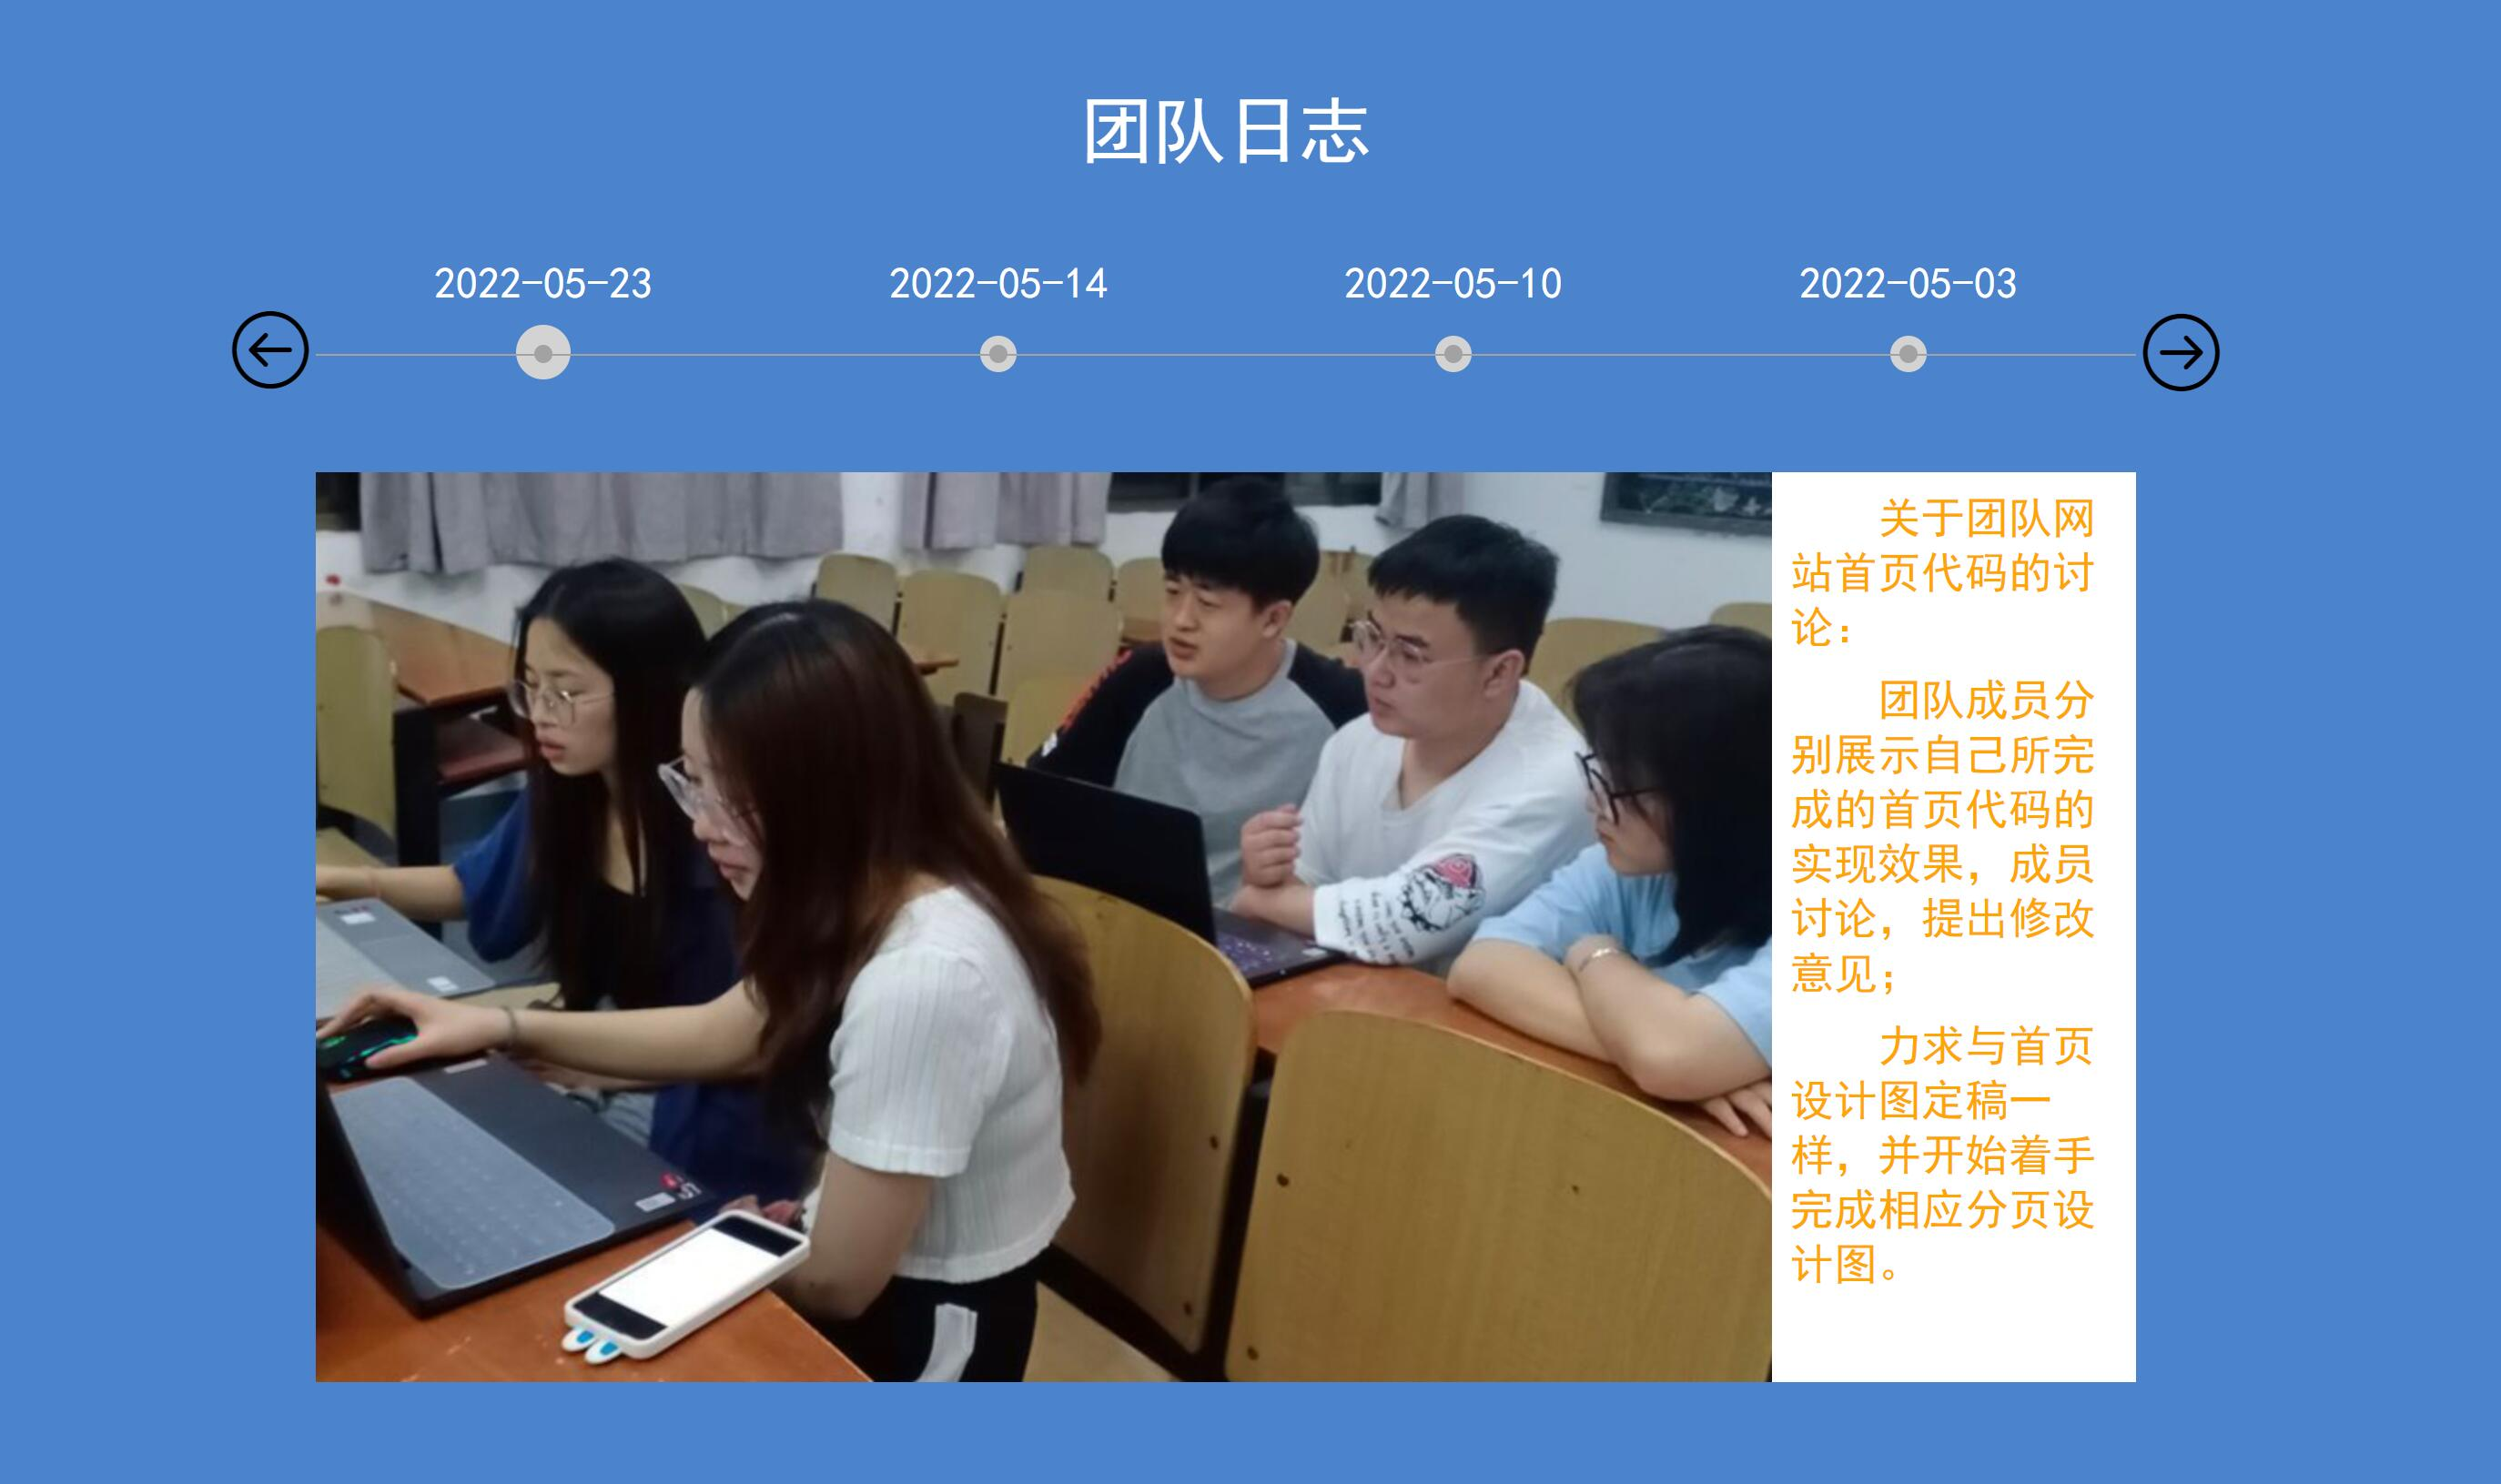 团队日志
2022-05-23
2022-05-14
2022-05-10
2022-05-03
关于团队网
站首页代码的讨
论：
团队成员分
别展示自己所完
成的首页代码的
实现效果，成员
讨论，提出修改
意见；
力求与首页
设计图定稿一
样，并开始着手
完成相应分页设
计图。